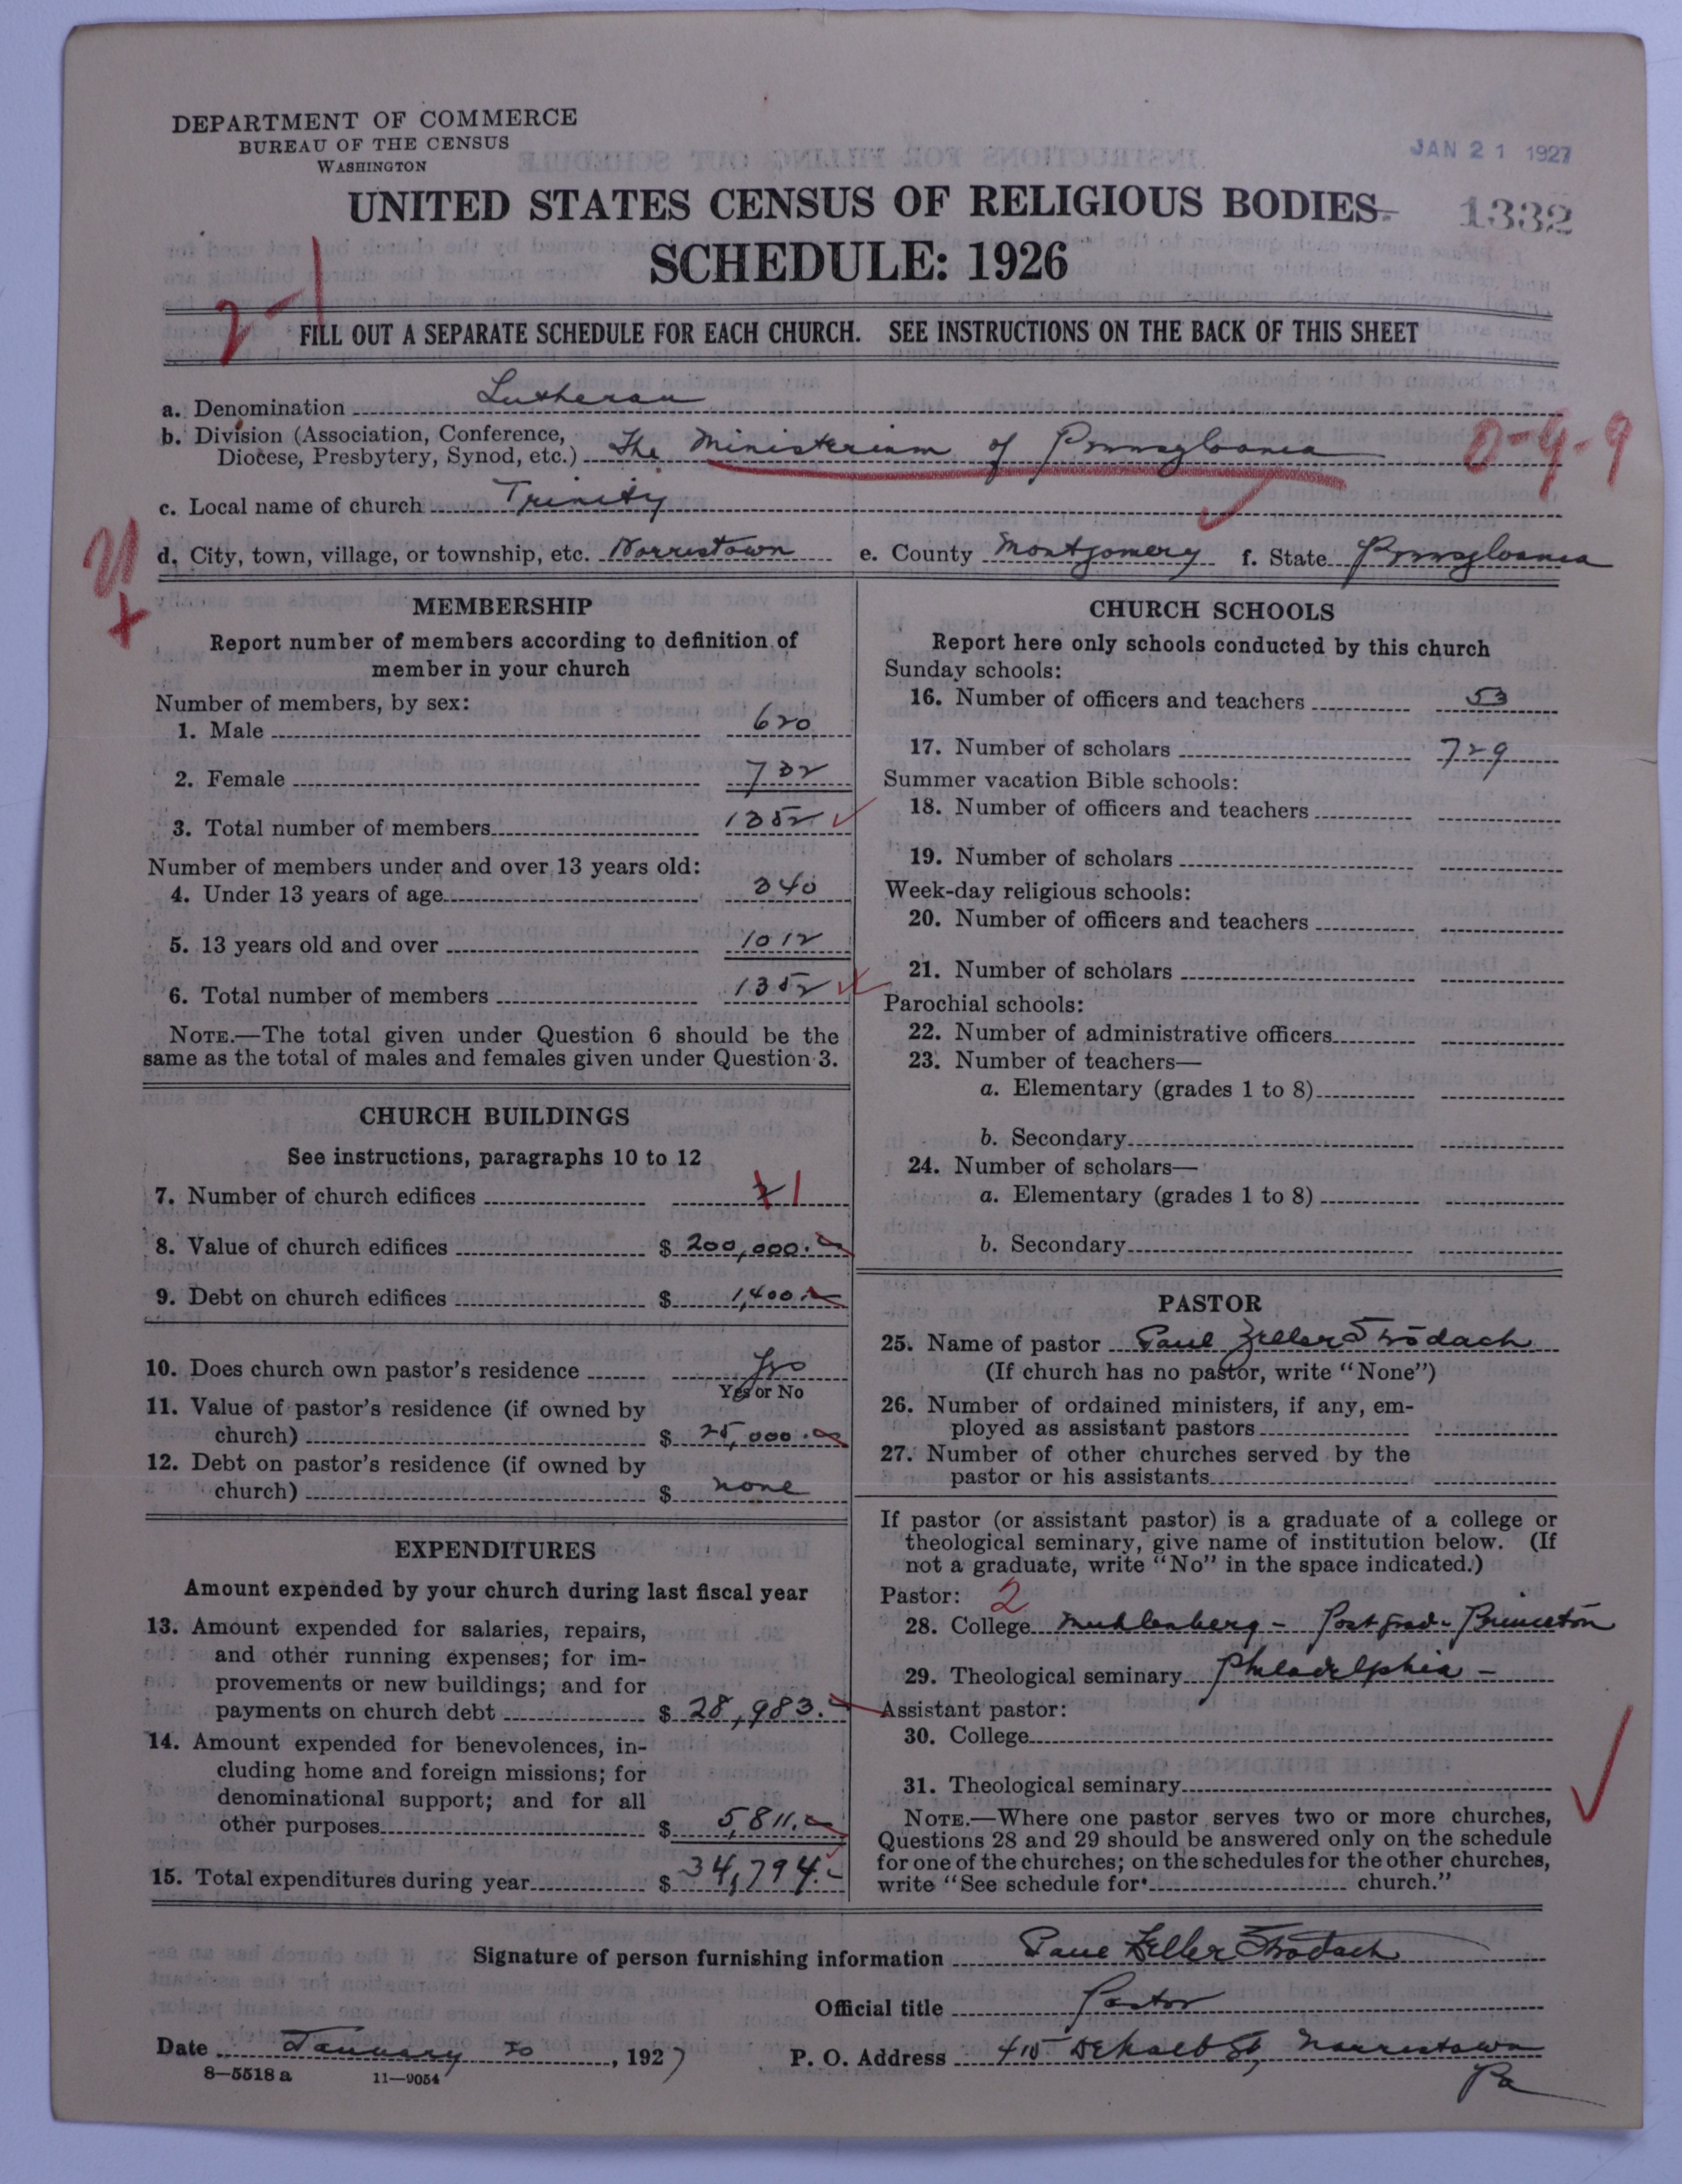 DEPARTMENT OF COMMERCE
BUREAU OF THE CENSUS
WASHINGTON
JAN 21 1927
UNITED STATES CENSUS OF RELIGIOUS BODIES
1332
SCHEDULE: 1926
2-1
FILL OUT A SEPARATE SCHEDULE FOR EACH CHURCH. SEE INSTRUCTIONS ON THE BACK OF THIS SHEET
a. Denomination Lutheran
b. Division (Association, Conference, Diocese, Presbytery, Synod, etc.) The Ministerium of Pennsylvania
0-9-9
c. Local name of church Trinity
d. City, town, village, or township, etc. Norristown e. County Montgomery f. State Pennsylvania
MEMBERSHIP
Report number of members according to definition of
member in your church
Number of members, by sex:
1. Male 620
2. Female 732
3. Total number of members 1352
Number of members under and over 13 years old:
4. Under 13 years of age 340
5. 13 years old and over 1012
6. Total number of members 1352
NOTE.—The total given under Question 6 should be the
same as the total of males and females given under Question 3.
CHURCH BUILDINGS
See instructions, paragraphs 10 to 12
7. Number of church edifices 1
8. Value of church edifices $ 200,000.
9. Debt on church edifices $ 1,400.
10. Does church own pastor's residence Yes
Yes or No
11. Value of pastor's residence (if owned by
church) $ 25,000.
12. Debt on pastor's residence (if owned by
church) $ none
EXPENDITURES
Amount expended by your church during last fiscal year
13. Amount expended for salaries, repairs,
and other running expenses; for im-
provements or new buildings; and for
payments on church debt $ 28,983.
14. Amount expended for benevolences, in-
cluding home and foreign missions; for
denominational support; and for all
other purposes $ 5,811.
15. Total expenditures during year $ 34,794.
CHURCH SCHOOLS
Report here only schools conducted by this church
Sunday schools:
16. Number of officers and teachers 53
17. Number of scholars 729
Summer vacation Bible schools:
18. Number of officers and teachers
19. Number of scholars
Week-day religious schools:
20. Number of officers and teachers
21. Number of scholars
Parochial schools:
22. Number of administrative officers
23. Number of teachers—
a. Elementary (grades 1 to 8)
b. Secondary
24. Number of scholars—
a. Elementary (grades 1 to 8)
b. Secondary
PASTOR
25. Name of pastor Paul Zeller Strodach
(If church has no pastor, write "None")
26. Number of ordained ministers, if any, em-
ployed as assistant pastors
27. Number of other churches served by the
pastor or his assistants
If pastor (or assistant pastor) is a graduate of a college or
theological seminary, give name of institution below. (If
not a graduate, write "No" in the space indicated.)
Pastor: 2
28. College Muhlenberg - Post grad - Princeton
29. Theological seminary Philadelphia -
Assistant pastor:
30. College
31. Theological seminary
NOTE.—Where one pastor serves two or more churches,
Questions 28 and 29 should be answered only on the schedule
for one of the churches; on the schedules for the other churches,
write "See schedule for church."
Signature of person furnishing information Paul Zeller Strodach
Official title Pastor
Date January 20, 1927 P. O. Address 415 DeKalb St, Norristown
Pa
8—5518 a 11—9054